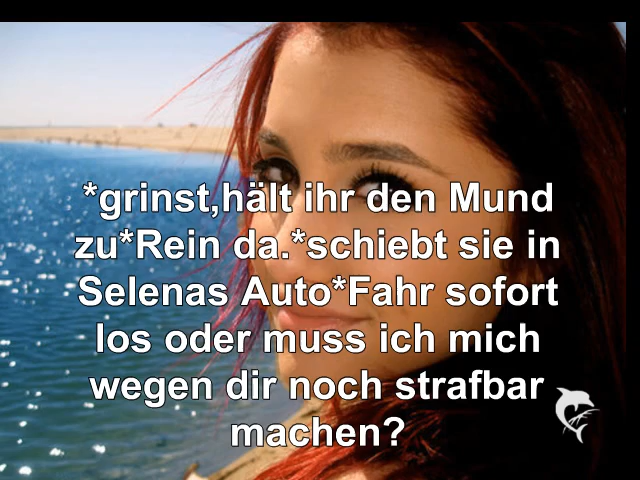 *grinst,hält ihr den Mund
zu*Rein da.*schiebt sie in
Selenas Auto*Fahr sofort
los oder muss ich mich
wegen dir noch strafbar
machen?